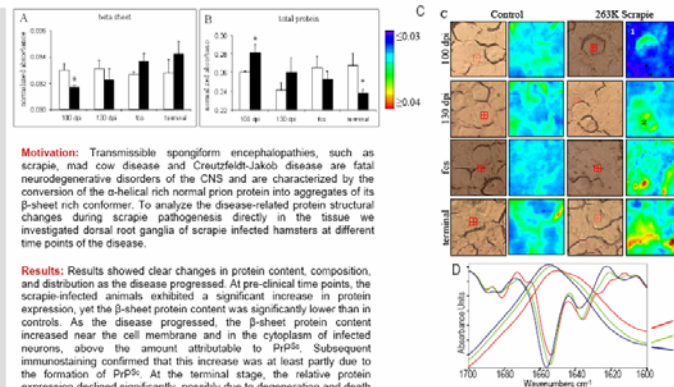 A
beta sheet
normalized absorbance
100 dpi
130 dpi
fcs
terminal
B
total protein
normalized absorbance
100 dpi
130 dpi
fcs
terminal
≤0.03
≥0.04
C
C
Control
263K Scrapie
100 dpi
130 dpi
fcs
terminal
1
Motivation: Transmissible spongiform encephalopathies, such as
scrapie, mad cow disease and Creutzfeldt-Jakob disease are fatal
neurodegenerative disorders of the CNS and are characterized by the
conversion of the α-helical rich normal prion protein into aggregates of its
β-sheet rich conformer. To analyze the disease-related protein structural
changes during scrapie pathogenesis directly in the tissue we
investigated dorsal root ganglia of scrapie infected hamsters at different
time points of the disease.
Results: Results showed clear changes in protein content, composition,
and distribution as the disease progressed. At pre-clinical time points, the
scrapie-infected animals exhibited a significant increase in protein
expression, yet the β-sheet protein content was significantly lower than in
controls. As the disease progressed, the β-sheet protein content
increased near the cell membrane and in the cytoplasm of infected
neurons, above the amount attributable to PrPSc. Subsequent
immunostaining confirmed that this increase was at least partly due to
the formation of PrPSc. At the terminal stage, the relative protein
expression declined significantly, possibly due to degeneration and death
D
Absorbance Units
1700 1680 1660 1640 1620 1600
Wavenumbers cm-1